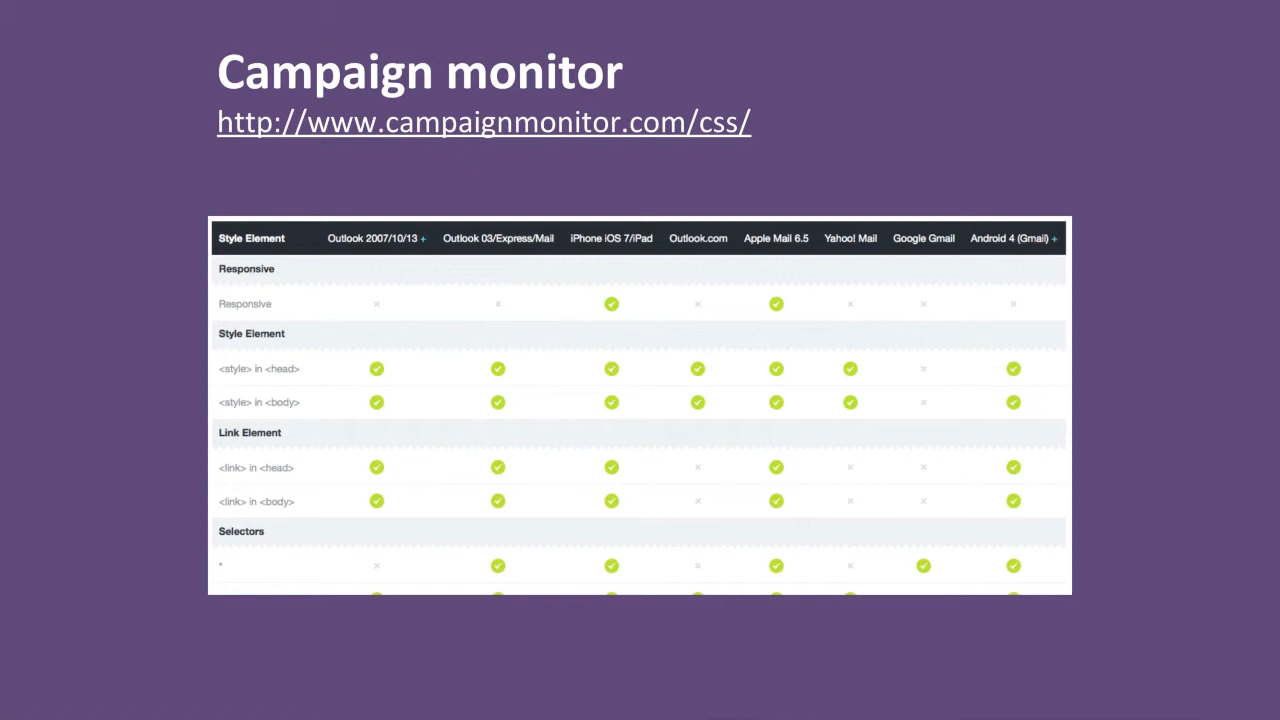 Campaign monitor
http://www.campaignmonitor.com/css/
Style Element Outlook 2007/10/13 + Outlook 03/Express/Mail iPhone iOS 7/iPad Outlook.com Apple Mail 6.5 Yahoo! Mail Google Gmail Android 4 (Gmail) +
Responsive
Responsive
Style Element
<style> in <head>
<style> in <body>
Link Element
<link> in <head>
<link> in <body>
Selectors
*